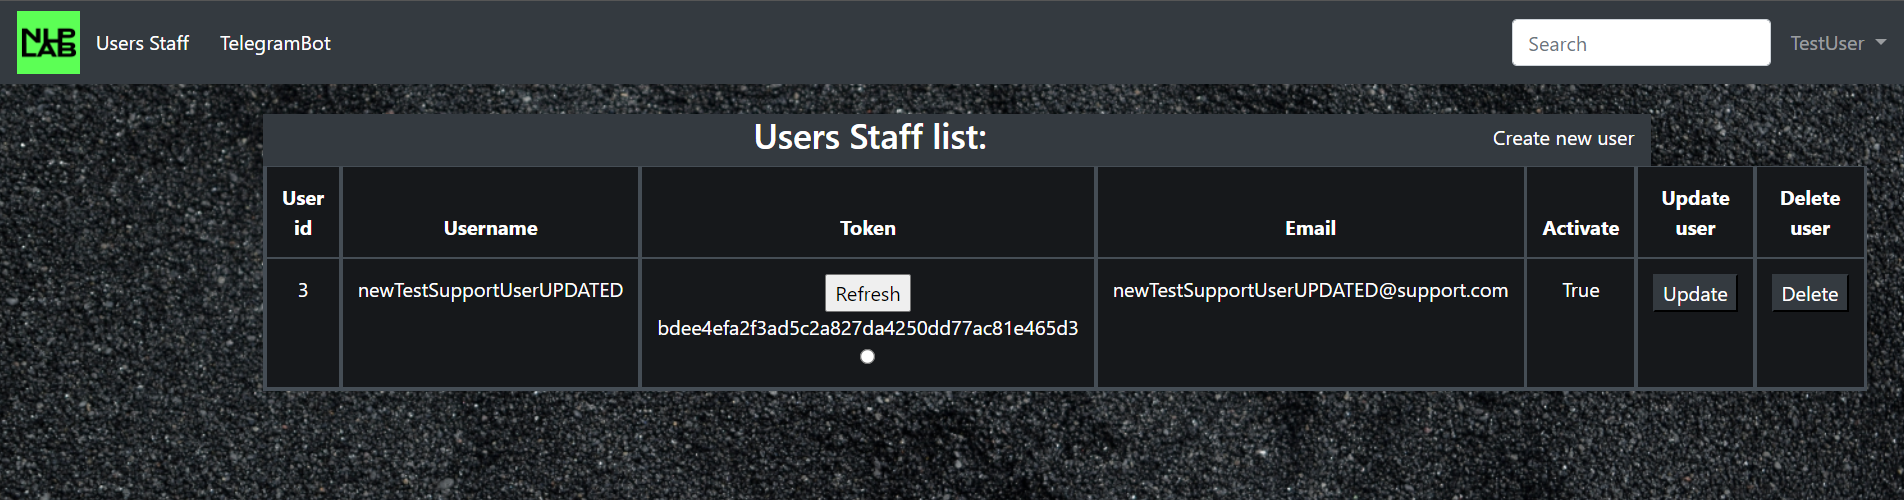 NLP
LAB
Users Staff
TelegramBot
Search
TestUser
Users Staff list:
Create new user
User
id
Username
Token
Email
Activate
Update
user
Delete
user
3
newTestSupportUserUPDATED
Refresh
bdee4efa2f3ad5c2a827da4250dd77ac81e465d3
newTestSupportUserUPDATED@support.com
True
Update
Delete